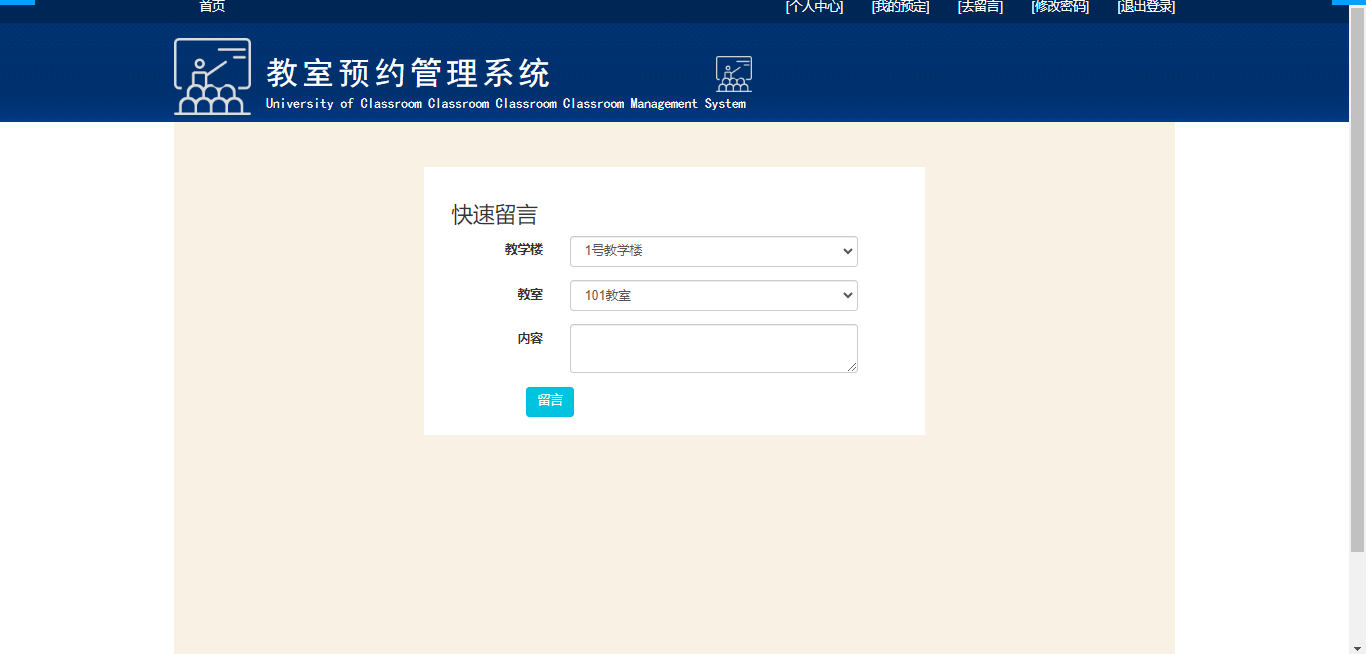 首页 [个人中心] [我的预定] [去留言] [修改密码] [退出登录]
教室预约管理系统
University of Classroom Classroom Classroom Classroom Management System
快速留言
教学楼 1号教学楼
教室 101教室
内容
留言